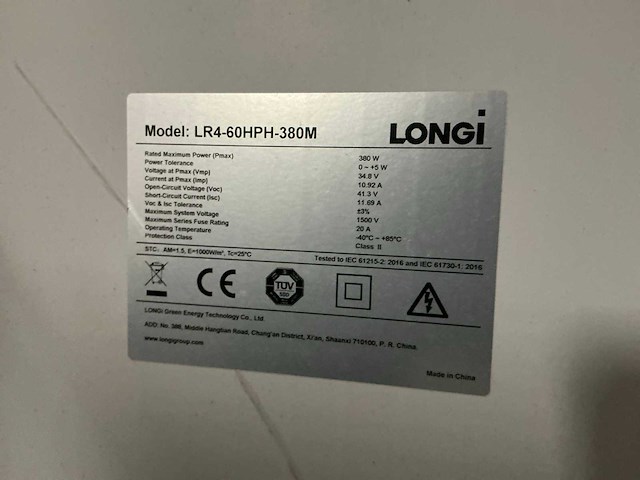 Model: LR4-60HPH-380M
LONGi
Rated Maximum Power (Pmax) 380 W
Power Tolerance 0 ~ +5 W
Voltage at Pmax (Vmp) 34.8 V
Current at Pmax (Imp) 10.92 A
Open-Circuit Voltage (Voc) 41.3 V
Short-Circuit Current (Isc) 11.69 A
Voc & Isc Tolerance ±3%
Maximum System Voltage 1500 V
Maximum Series Fuse Rating 20 A
Operating Temperature -40°C ~ +85°C
Protection Class Class II
STC: AM=1.5, E=1000W/m², Tc=25°C
Tested to IEC 61215-2: 2016 and IEC 61730-1: 2016
CE
TÜV
SÜD
LONGi Green Energy Technology Co., Ltd.
ADD: No. 388, Middle Hangtian Road, Chang'an District, Xi'an, Shaanxi 710100, P. R. China.
www.longigroup.com
Made in China